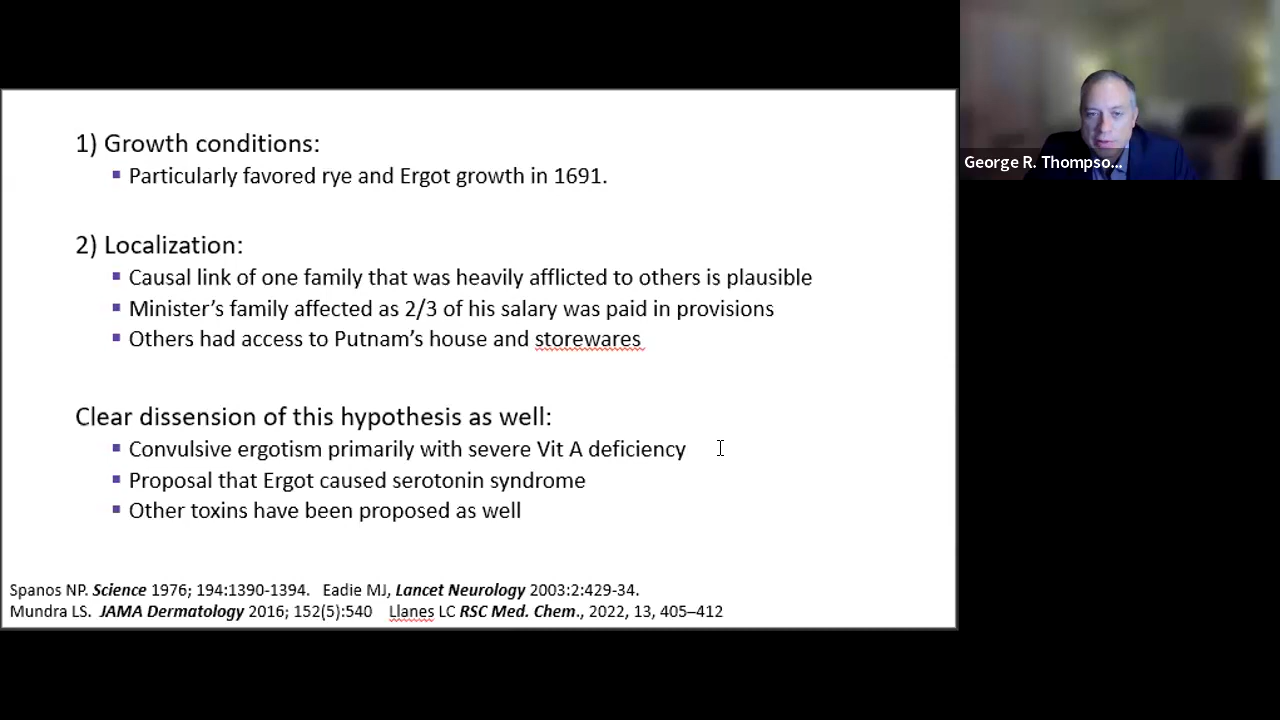 1) Growth conditions:
▪ Particularly favored rye and Ergot growth in 1691.
2) Localization:
▪ Causal link of one family that was heavily afflicted to others is plausible
▪ Minister's family affected as 2/3 of his salary was paid in provisions
▪ Others had access to Putnam's house and storewares
Clear dissension of this hypothesis as well:
▪ Convulsive ergotism primarily with severe Vit A deficiency
▪ Proposal that Ergot caused serotonin syndrome
▪ Other toxins have been proposed as well
Spanos NP. Science 1976; 194:1390-1394. Eadie MJ, Lancet Neurology 2003:2:429-34.
Mundra LS. JAMA Dermatology 2016; 152(5):540 Llanes LC RSC Med. Chem., 2022, 13, 405–412
George R. Thompso...